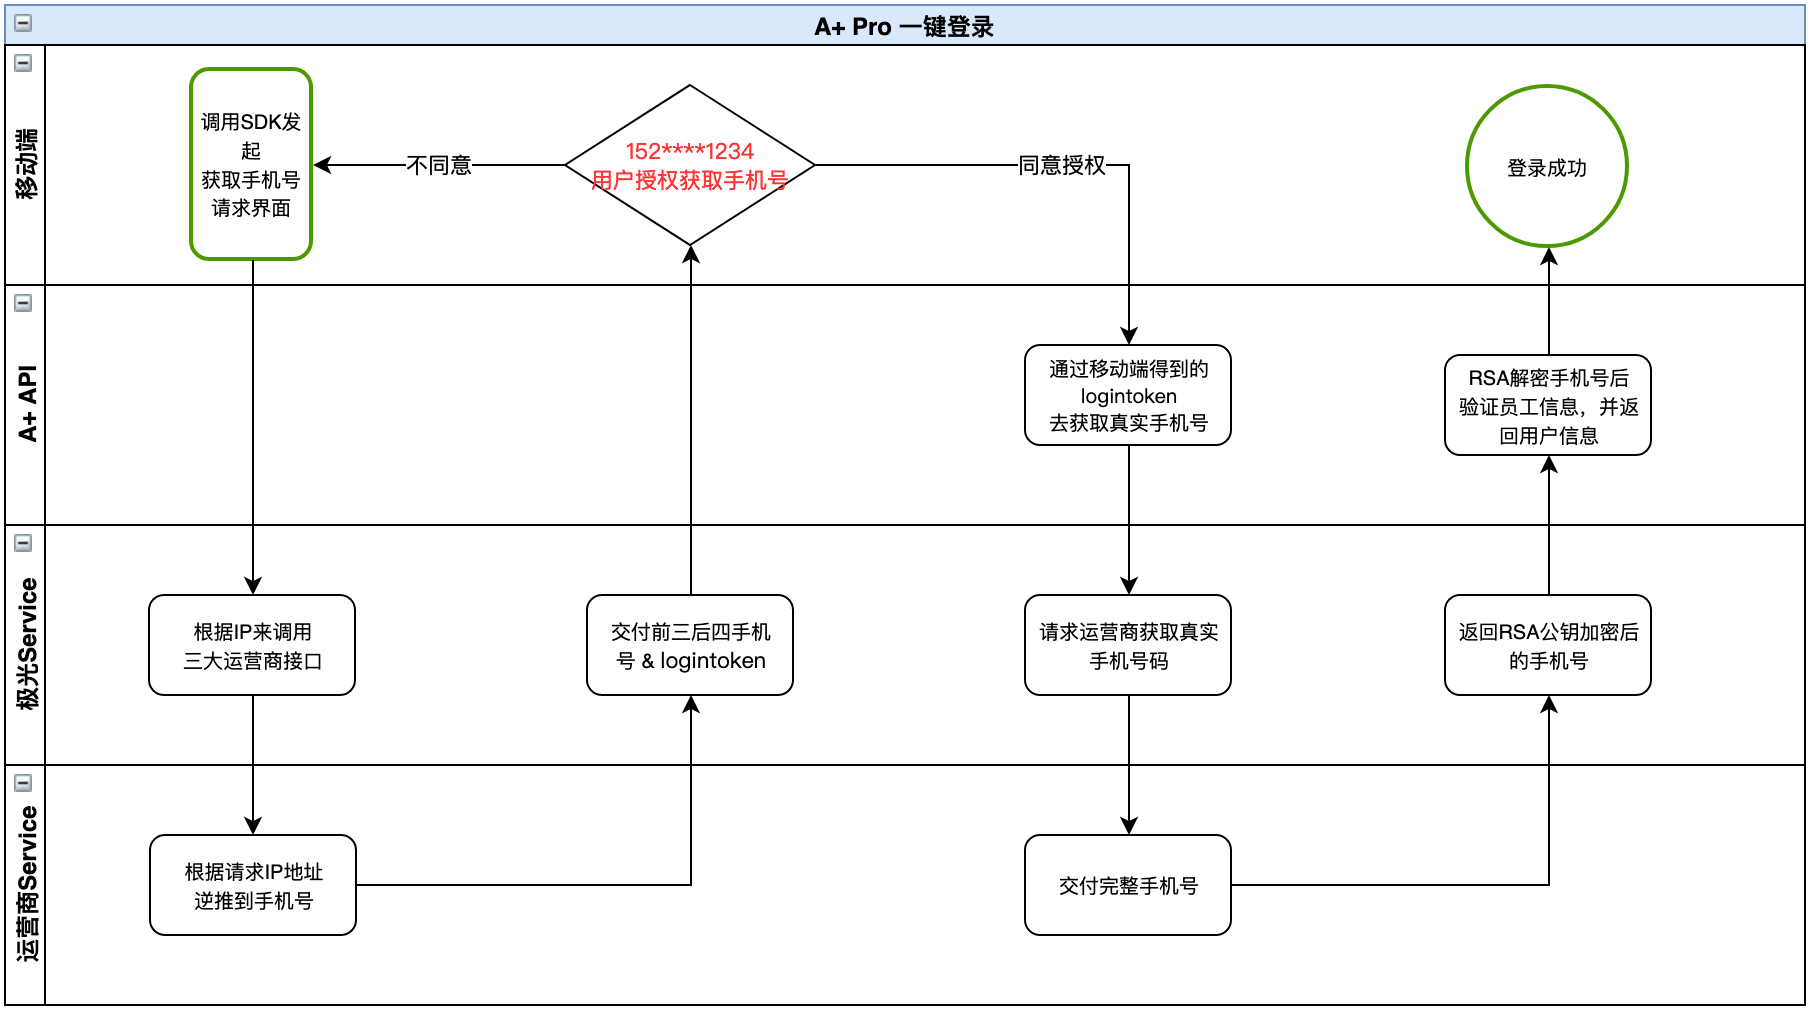 A+ Pro 一键登录
移动端
调用SDK发
起
获取手机号
请求界面
不同意
152****1234
用户授权获取手机号
同意授权
登录成功
A+ API
通过移动端得到的
logintoken
去获取真实手机号
RSA解密手机号后
验证员工信息，并返
回用户信息
极光Service
根据IP来调用
三大运营商接口
交付前三后四手机
号 & logintoken
请求运营商获取真实
手机号码
返回RSA公钥加密后
的手机号
运营商Service
根据请求IP地址
逆推到手机号
交付完整手机号